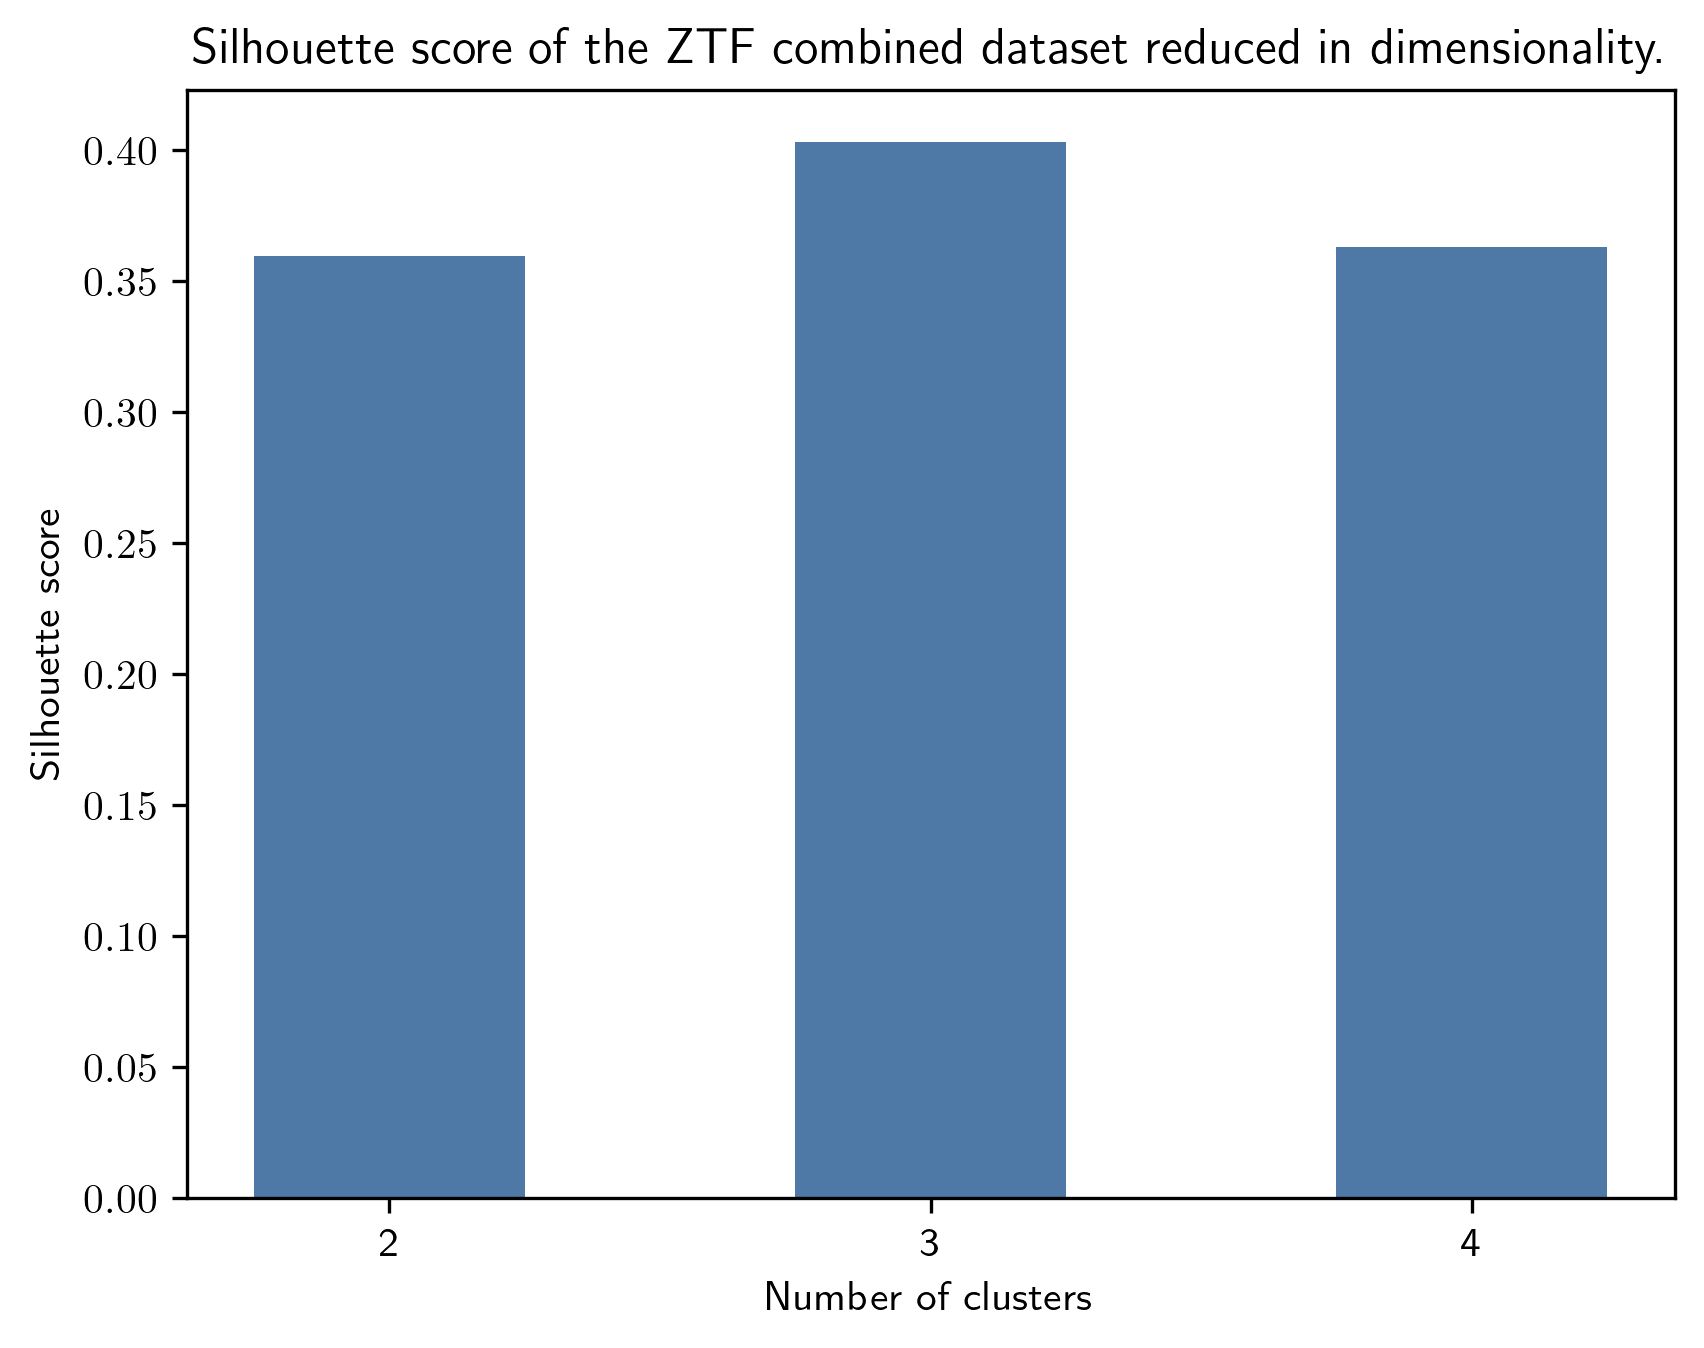 Silhouette score of the ZTF combined dataset reduced in dimensionality.
Silhouette score
0.40
0.35
0.30
0.25
0.20
0.15
0.10
0.05
0.00
2 3 4
Number of clusters